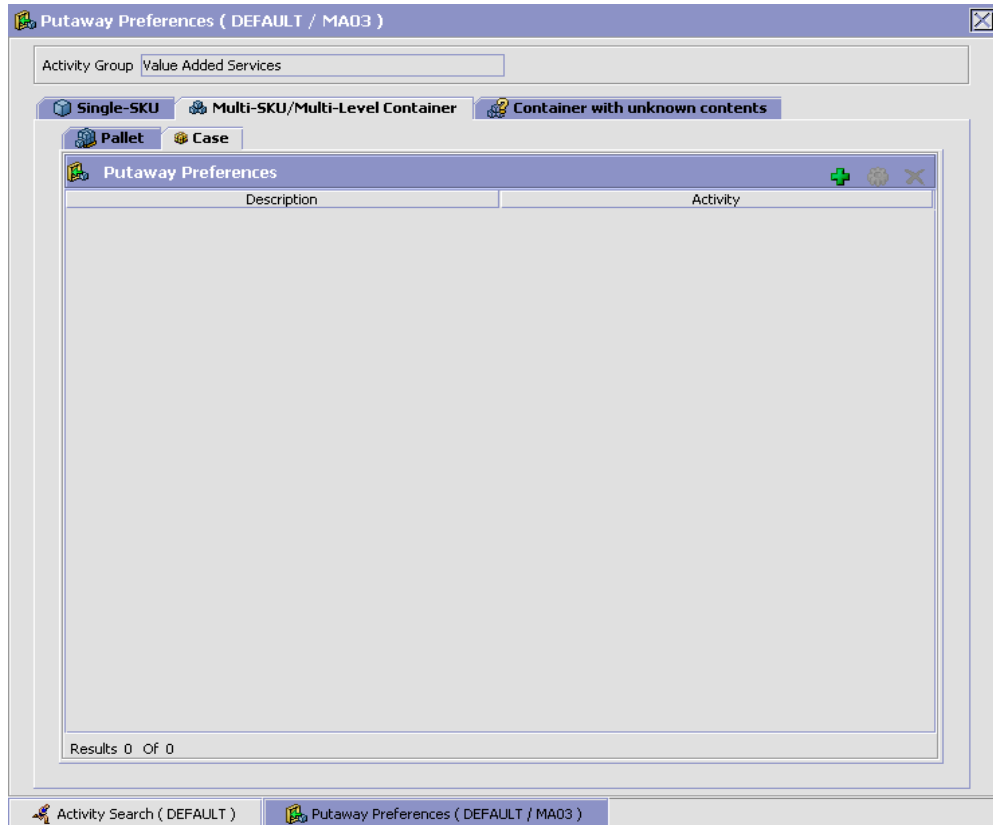 Putaway Preferences ( DEFAULT / MA03 )
Activity Group Value Added Services
Single-SKU Multi-SKU/Multi-Level Container Container with unknown contents
Pallet Case
Putaway Preferences
Description Activity
Results 0 Of 0
Activity Search ( DEFAULT ) Putaway Preferences ( DEFAULT / MA03 )